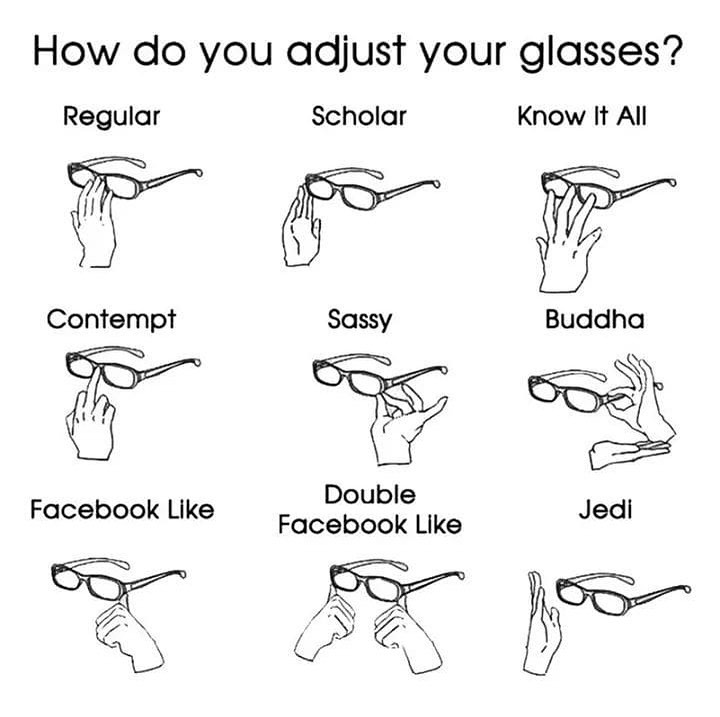 How do you adjust your glasses?
Regular
Scholar
Know It All
Contempt
Sassy
Buddha
Facebook Like
Double
Facebook Like
Jedi